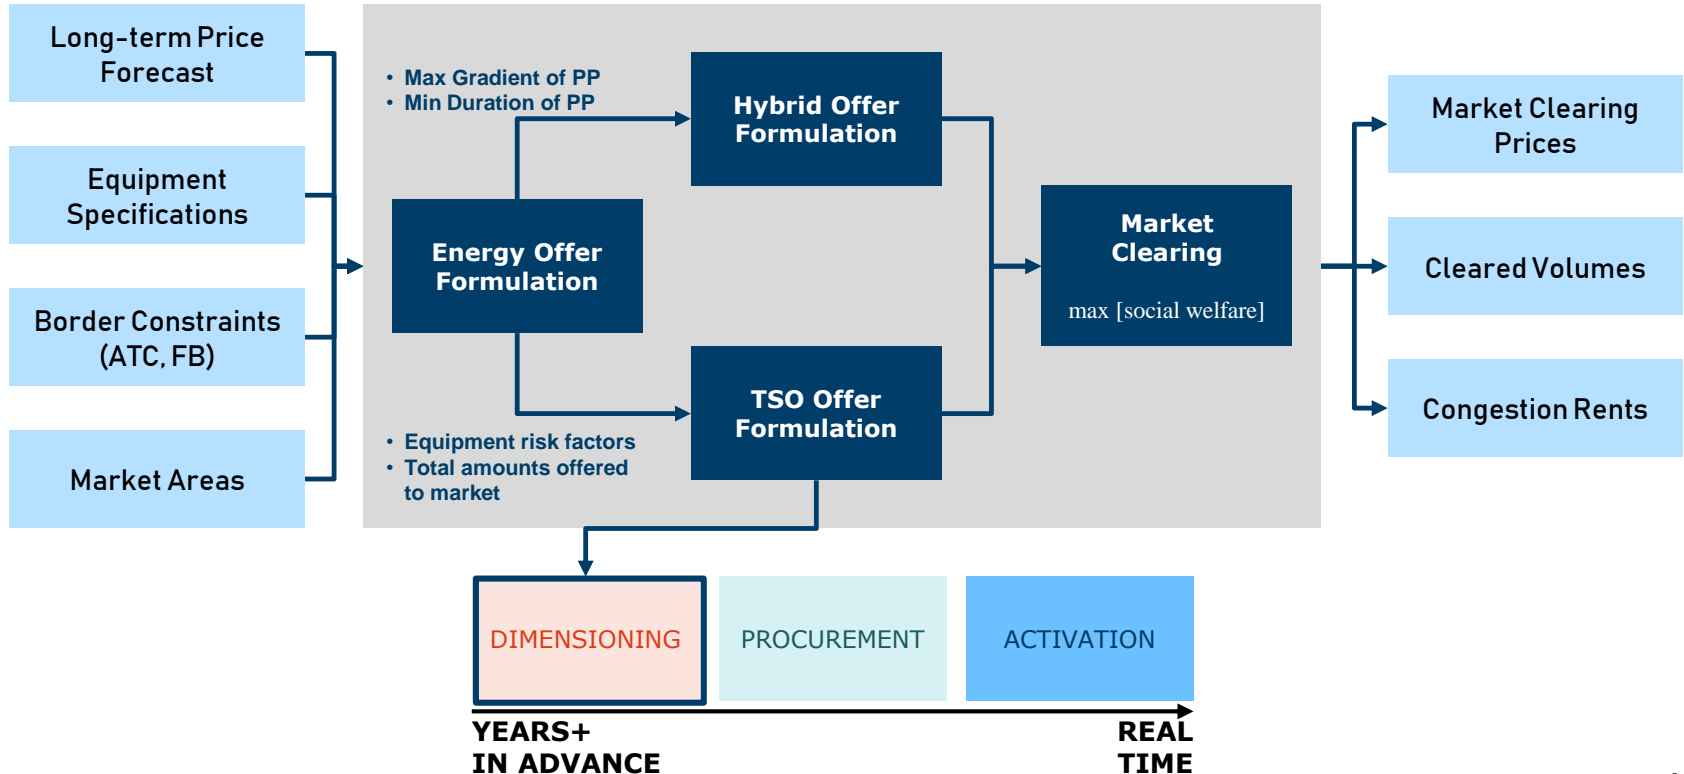 Long-term Price
Forecast
Equipment
Specifications
Border Constraints
(ATC, FB)
Market Areas
• Max Gradient of PP
• Min Duration of PP
Energy Offer
Formulation
• Equipment risk factors
• Total amounts offered
to market
Hybrid Offer
Formulation
TSO Offer
Formulation
Market
Clearing
max [social welfare]
Market Clearing
Prices
Cleared Volumes
Congestion Rents
DIMENSIONING
PROCUREMENT
ACTIVATION
YEARS+
IN ADVANCE
REAL
TIME